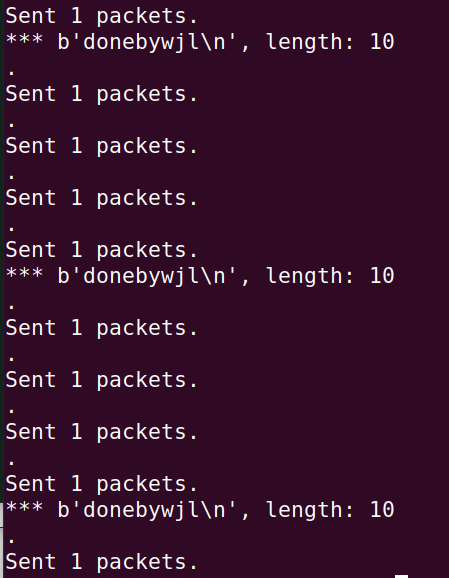 Sent 1 packets.
*** b'donebywjl\n', length: 10
.
Sent 1 packets.
.
Sent 1 packets.
.
Sent 1 packets.
.
Sent 1 packets.
*** b'donebywjl\n', length: 10
.
Sent 1 packets.
.
Sent 1 packets.
.
Sent 1 packets.
.
Sent 1 packets.
*** b'donebywjl\n', length: 10
.
Sent 1 packets.